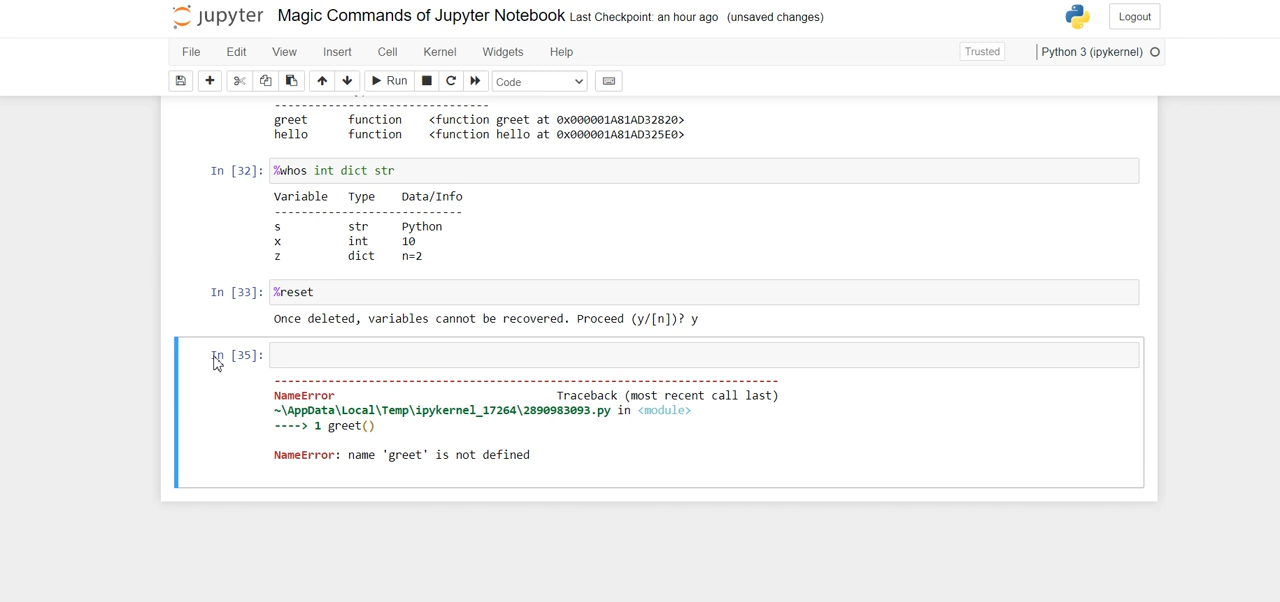 jupyter Magic Commands of Jupyter Notebook Last Checkpoint: an hour ago (unsaved changes) Logout
File Edit View Insert Cell Kernel Widgets Help Trusted Python 3 (ipykernel)
Run Code
-------------------------------
greet function <function greet at 0x000001A81AD32820>
hello function <function hello at 0x000001A81AD325E0>
In [32]: %whos int dict str
Variable Type Data/Info
----------------------------
s str Python
x int 10
z dict n=2
In [33]: %reset
Once deleted, variables cannot be recovered. Proceed (y/[n])? y
In [35]:
---------------------------------------------------------------------------
NameError Traceback (most recent call last)
~\AppData\Local\Temp\ipykernel_17264\2890983093.py in <module>
----> 1 greet()
NameError: name 'greet' is not defined